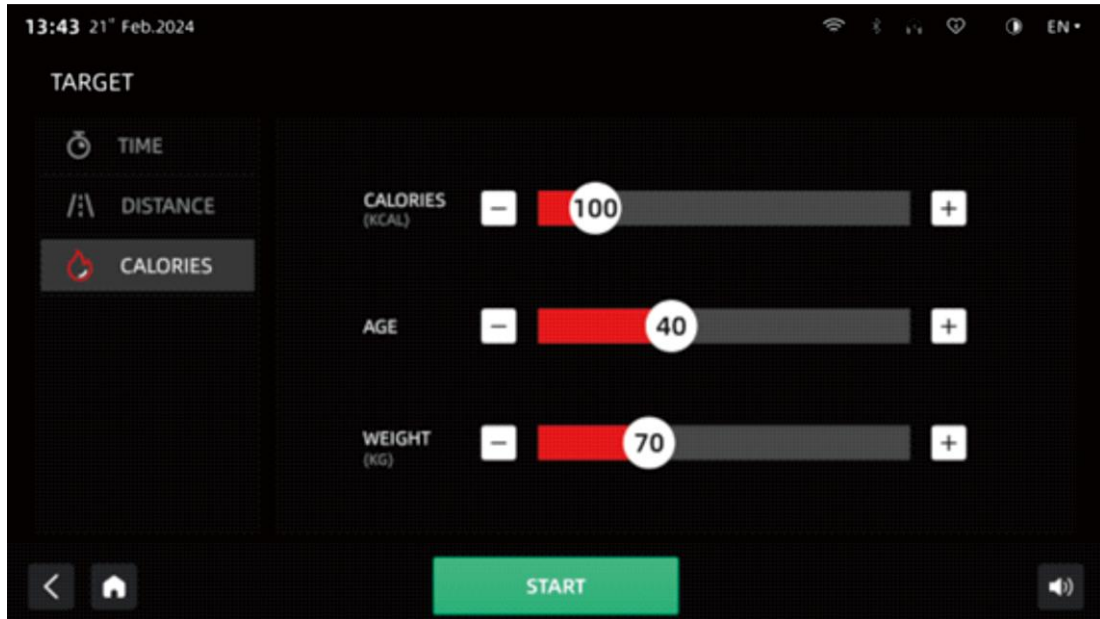 13:43 21" Feb.2024
EN
TARGET
TIME
DISTANCE
CALORIES
CALORIES
(KCAL)
− 100 +
AGE
− 40 +
WEIGHT
(KG)
− 70 +
START